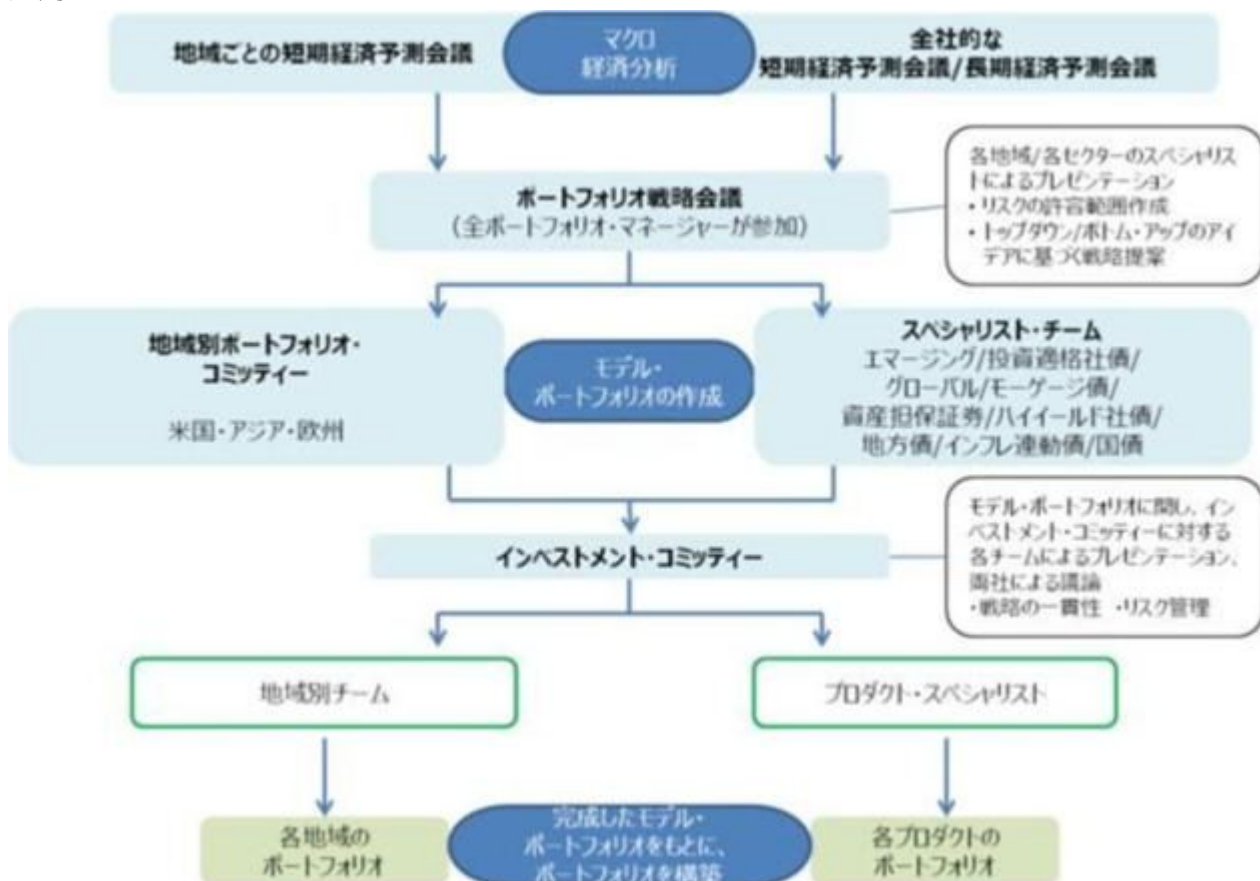 地域ごとの短期経済予測会議
マクロ
経済分析
全社的な
短期経済予測会議/長期経済予測会議
ポートフォリオ戦略会議
(全ポートフォリオ・マネージャーが参加)
各地域/各セクターのスペシャリス
トによるプレゼンテーション
・リスクの許容範囲作成
・トップダウン/ボトム・アップのアイ
デアに基づく戦略提案
地域別ポートフォリオ・
コミッティー
米国・アジア・欧州
モデル・
ポートフォリオの作成
スペシャリスト・チーム
エマージング/投資適格社債/
グローバル/モーゲージ債/
資産担保証券/ハイイールド社債/
地方債/インフレ連動債/国債
インベストメント・コミッティー
モデル・ポートフォリオに関し、イン
ベストメント・コミッティーに対する
各チームによるプレゼンテーション、
両社による議論
・戦略の一貫性 ・リスク管理
地域別チーム
プロダクト・スペシャリスト
各地域の
ポートフォリオ
完成したモデル・
ポートフォリオをもとに、
ポートフォリオを構築
各プロダクトの
ポートフォリオ